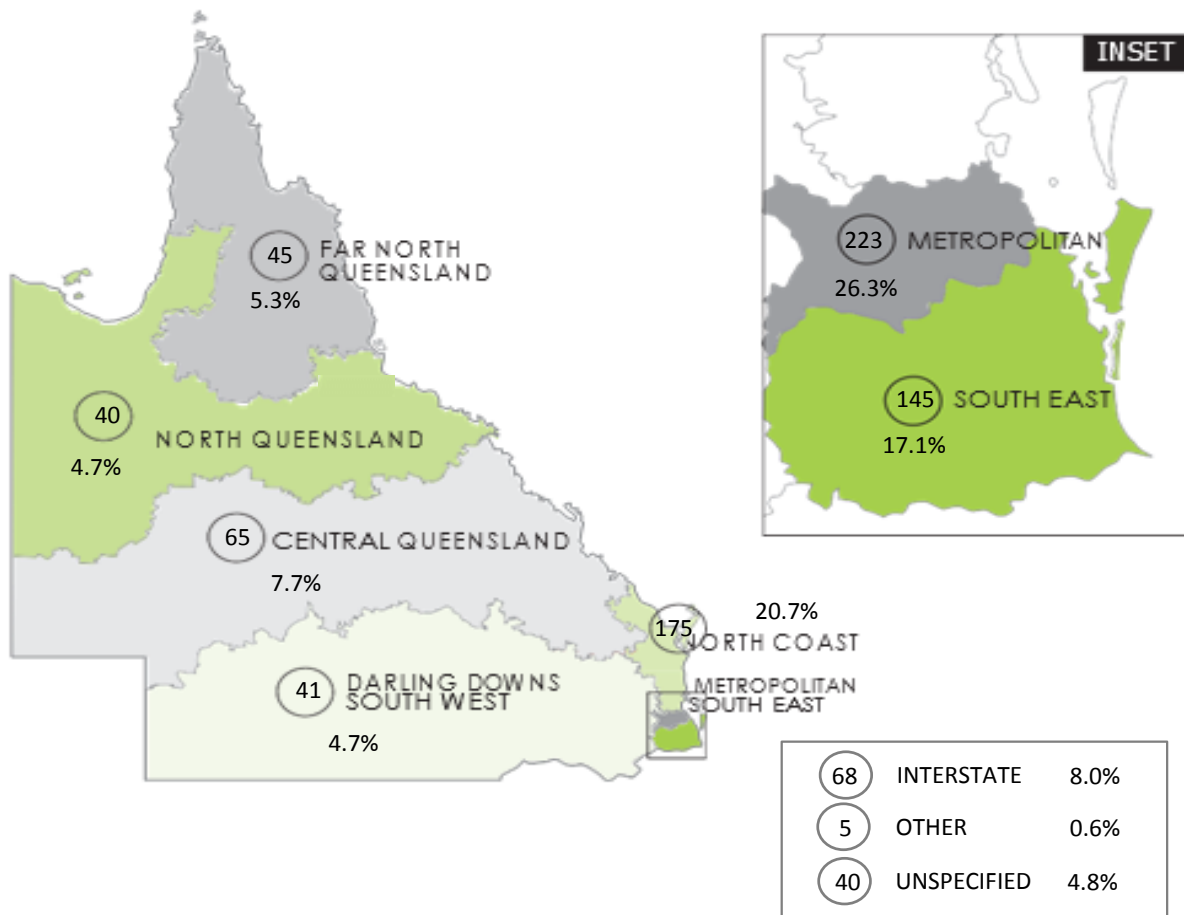 INSET
45
FAR NORTH
QUEENSLAND
5.3%
40
NORTH QUEENSLAND
4.7%
65
CENTRAL QUEENSLAND
7.7%
41
DARLING DOWNS
SOUTH WEST
4.7%
175
20.7%
NORTH COAST
METROPOLITAN
SOUTH EAST
223
METROPOLITAN
26.3%
145
SOUTH EAST
17.1%
68 INTERSTATE 8.0%
5 OTHER 0.6%
40 UNSPECIFIED 4.8%